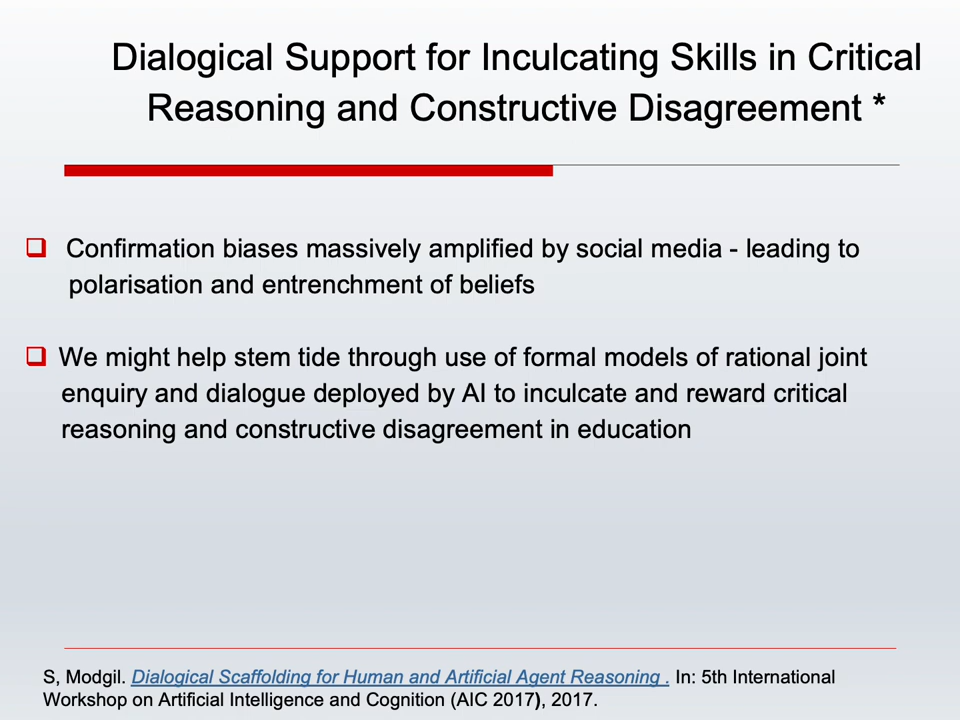 Dialogical Support for Inculcating Skills in Critical
Reasoning and Constructive Disagreement *
Confirmation biases massively amplified by social media - leading to
polarisation and entrenchment of beliefs
We might help stem tide through use of formal models of rational joint
enquiry and dialogue deployed by AI to inculcate and reward critical
reasoning and constructive disagreement in education
S, Modgil. Dialogical Scaffolding for Human and Artificial Agent Reasoning . In: 5th International
Workshop on Artificial Intelligence and Cognition (AIC 2017), 2017.